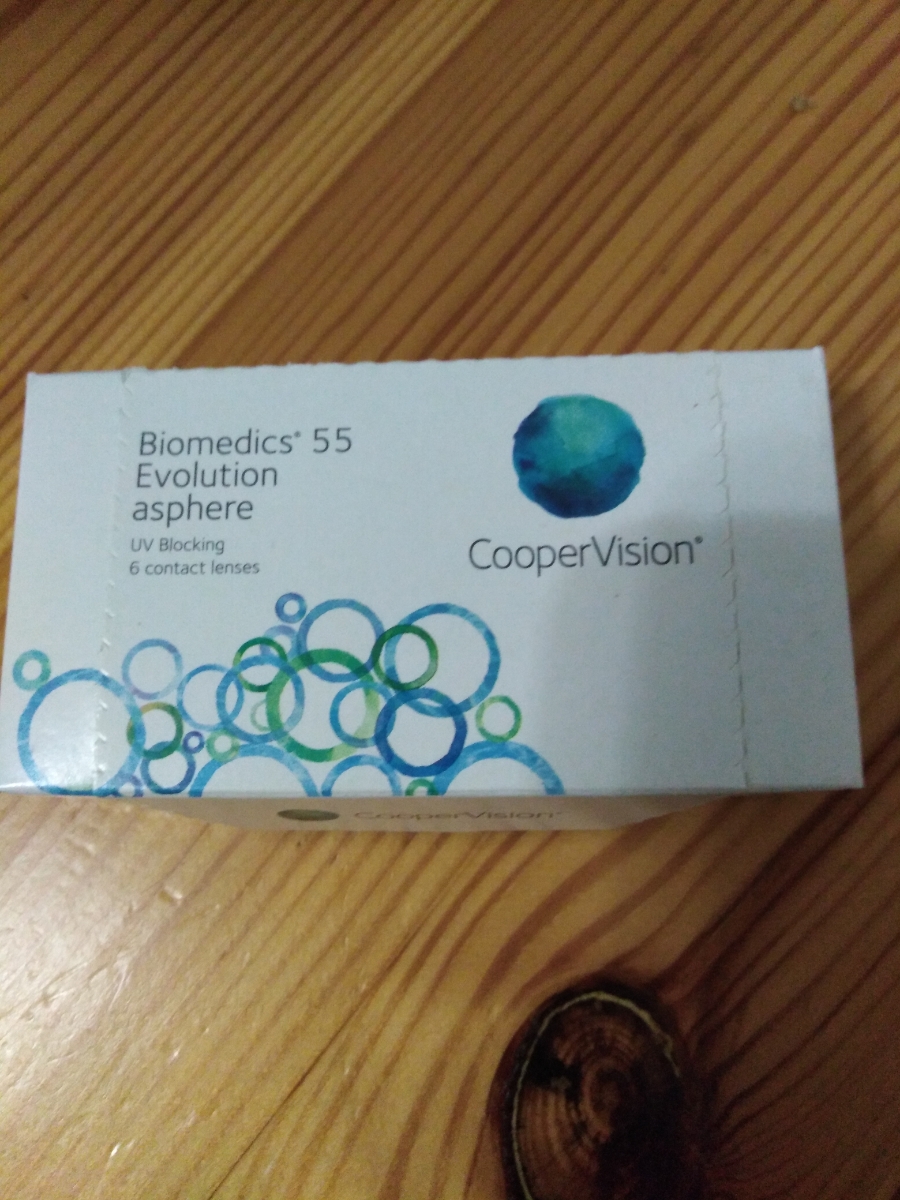 Biomedics® 55
Evolution
asphere
UV Blocking
6 contact lenses
CooperVision®
CooperVision®